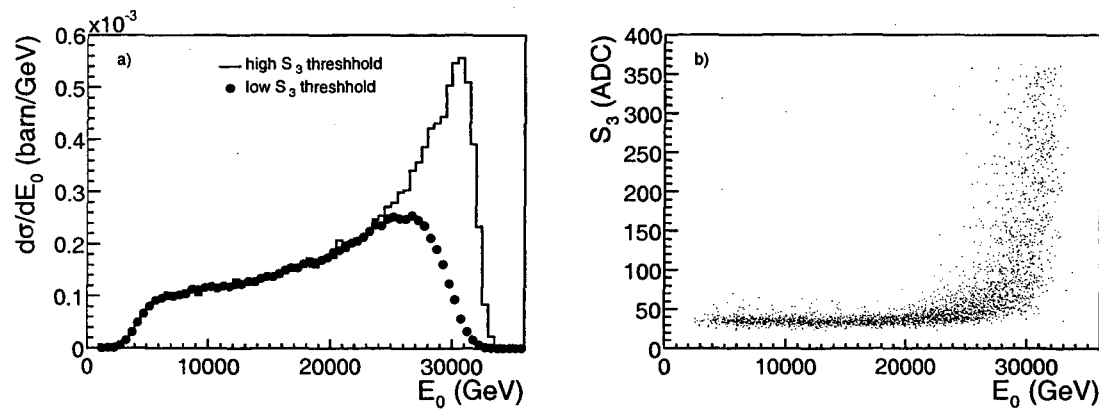 x10⁻³
0.6
0.5
0.4
0.3
0.2
0.1
0
dσ/dE₀ (barn/GeV)
a)
high S₃ threshhold
low S₃ threshhold
0 10000 20000 30000
E₀ (GeV)
400
350
300
250
200
150
100
50
0
S₃ (ADC)
b)
0 10000 20000 30000
E₀ (GeV)